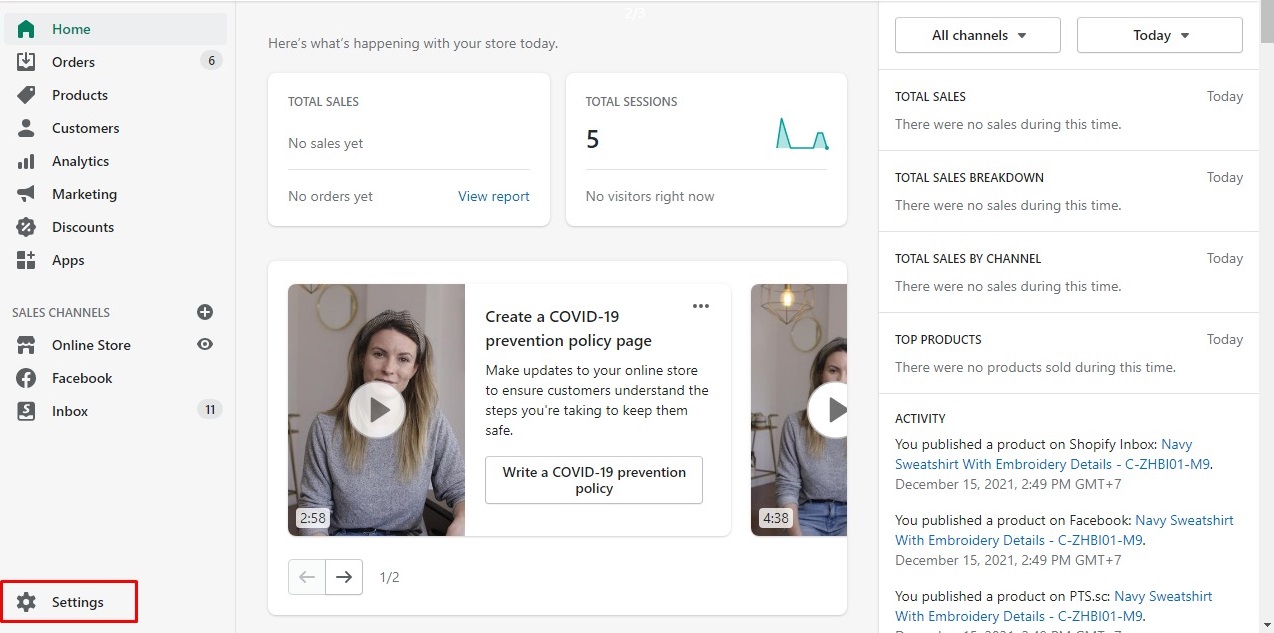 2/3
Home
Orders
6
Products
Customers
Analytics
Marketing
Discounts
Apps
SALES CHANNELS
Online Store
Facebook
Inbox
11
Settings
Here's what's happening with your store today.
TOTAL SALES
No sales yet
No orders yet
View report
TOTAL SESSIONS
5
No visitors right now
2:58
Create a COVID-19
prevention policy page
Make updates to your online store
to ensure customers understand the
steps you're taking to keep them
safe.
Write a COVID-19 prevention
policy
4:38
1/2
All channels
Today
TOTAL SALES Today
There were no sales during this time.
TOTAL SALES BREAKDOWN Today
There were no sales during this time.
TOTAL SALES BY CHANNEL Today
There were no sales during this time.
TOP PRODUCTS Today
There were no products sold during this time.
ACTIVITY
You published a product on Shopify Inbox: Navy
Sweatshirt With Embroidery Details - C-ZHBI01-M9.
December 15, 2021, 2:49 PM GMT+7
You published a product on Facebook: Navy Sweatshirt
With Embroidery Details - C-ZHBI01-M9.
December 15, 2021, 2:49 PM GMT+7
You published a product on PTS.sc: Navy Sweatshirt
With Embroidery Details - C-ZHBI01-M9.